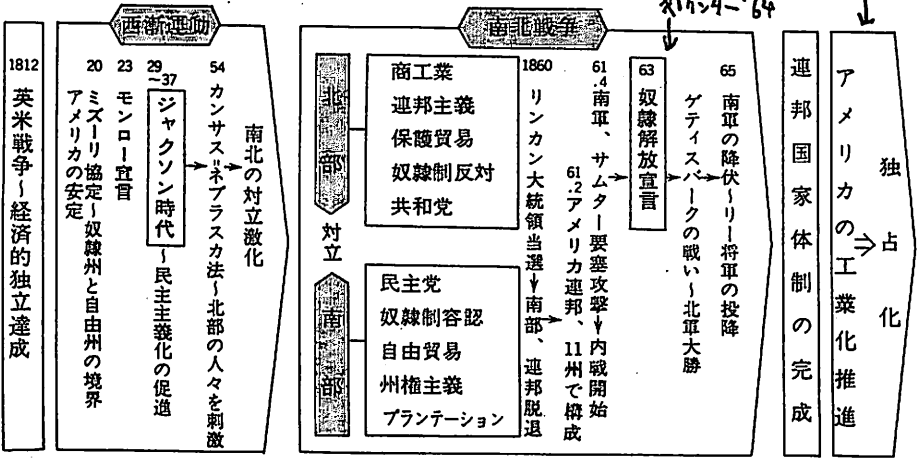 1812
英米戦争〜経済的独立達成
西漸運動
20
ミズーリ協定〜奴隷州と自由州の境界
アメリカの安定
23
モンロー宣言
29〜37
ジャクソン時代〜民主主義化の促進
54
カンサス=ネブラスカ法〜北部の人々を刺激
南北の対立激化
南北戦争
北部
商工業
連邦主義
保護貿易
奴隷制反対
共和党
対立
南部
民主党
奴隷制容認
自由貿易
州権主義
プランテーション
1860
リンカン大統領当選→南部、連邦脱退
61.2アメリカ連邦、11州で構成
61.4
南軍、サムター要塞攻撃→内戦開始
'64
63
奴隷解放宣言
ゲティスバークの戦い〜北軍大勝
65
南軍の降伏〜リー将軍の投降
連邦国家体制の完成
アメリカの工業化推進
⇒
独占化